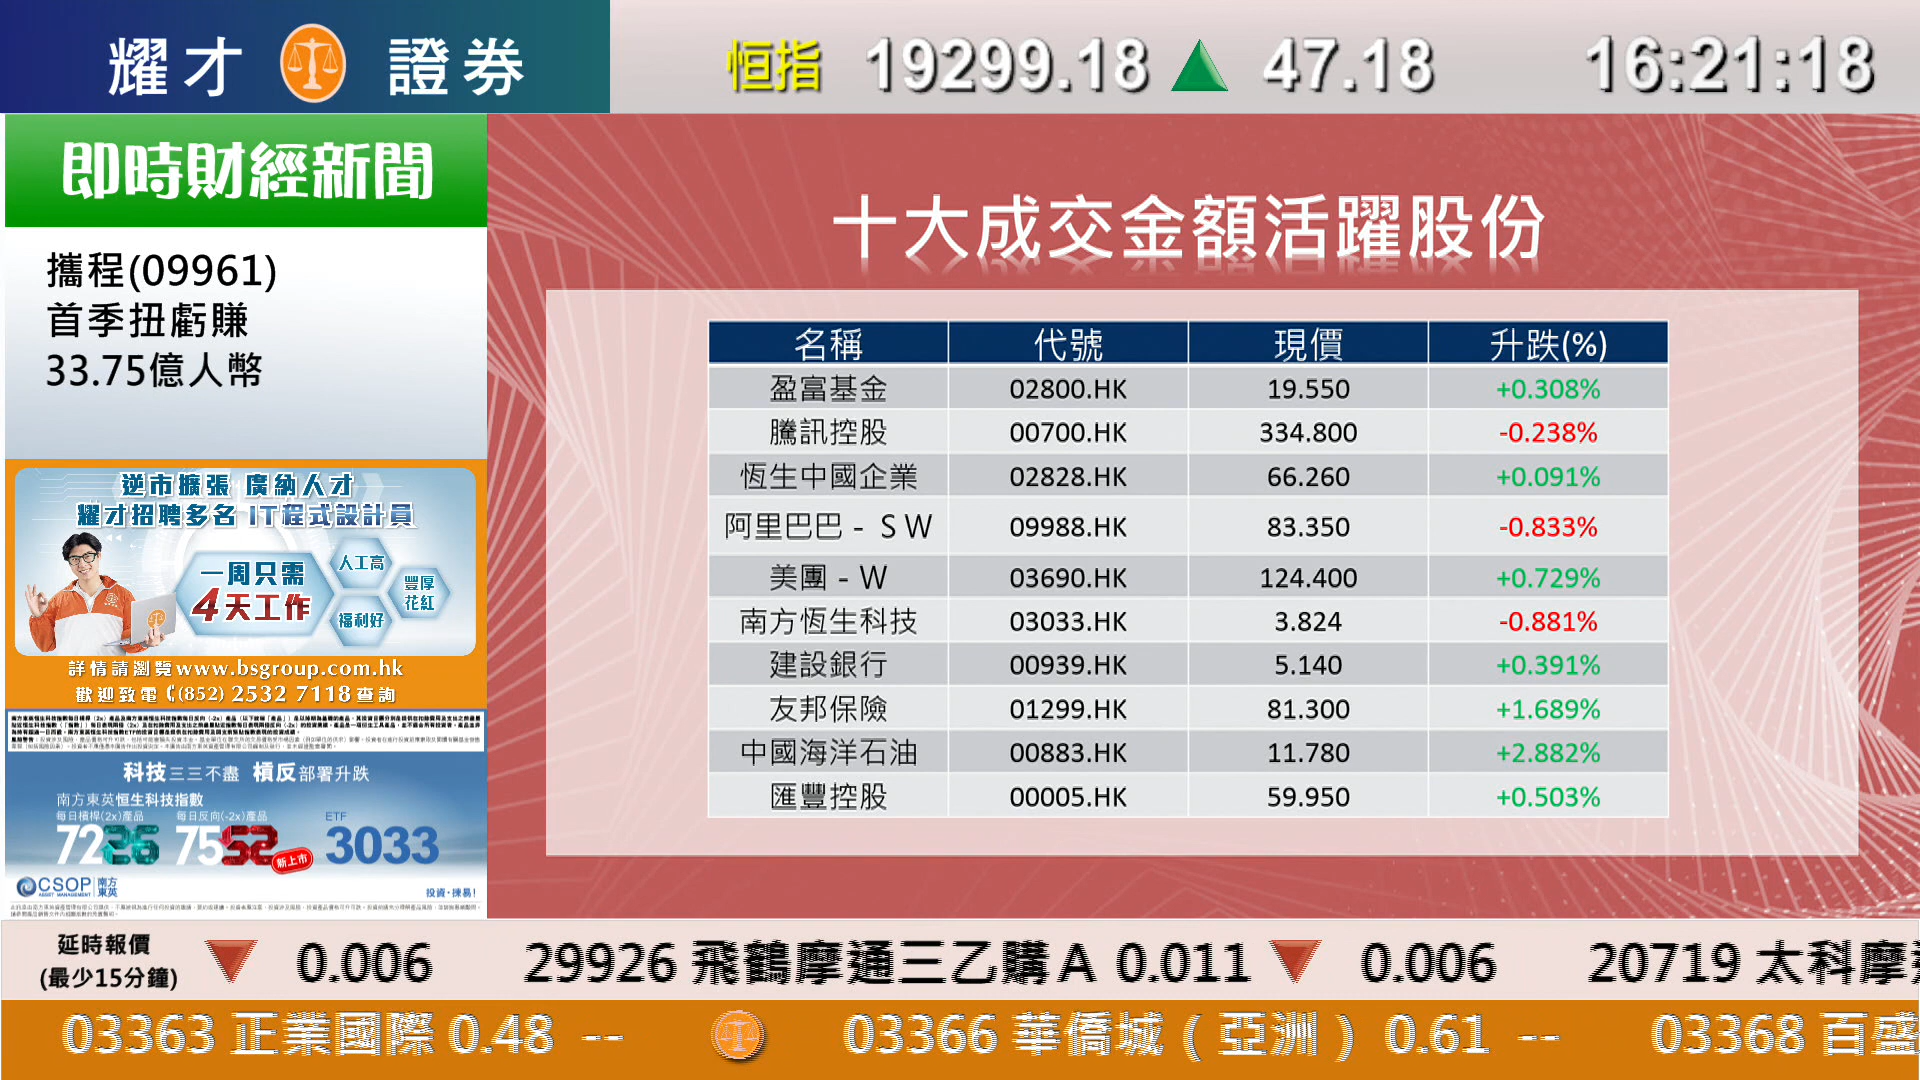 耀才 證券
恒指 19299.18 ▲ 47.18 16:21:18
即時財經新聞
攜程(09961)
首季扭虧賺
33.75億人幣
逆市擴張 廣納人才
耀才招聘多名 IT程式設計員
一周只需
4天工作
人工高
福利好
豐厚
花紅
詳情請瀏覽www.bsgroup.com.hk
歡迎致電 (852) 2532 7118 查詢
科技三三不盡 槓反部署升跌
南方東英恒生科技指數
每日槓桿(2x)產品 每日反向(-2x)產品 ETF
7226 7552 3033
新上市
CSOP 南方東英
ASSET MANAGEMENT
投資‧揀易!
十大成交金額活躍股份
名稱 代號 現價 升跌(%)
盈富基金 02800.HK 19.550 +0.308%
騰訊控股 00700.HK 334.800 -0.238%
恆生中國企業 02828.HK 66.260 +0.091%
阿里巴巴 - ＳＷ 09988.HK 83.350 -0.833%
美團 - W 03690.HK 124.400 +0.729%
南方恆生科技 03033.HK 3.824 -0.881%
建設銀行 00939.HK 5.140 +0.391%
友邦保險 01299.HK 81.300 +1.689%
中國海洋石油 00883.HK 11.780 +2.882%
匯豐控股 00005.HK 59.950 +0.503%
延時報價
(最少15分鐘)
▼ 0.006 29926 飛鶴摩通三乙購A 0.011 ▼ 0.006 20719 太科摩
03363 正業國際 0.48 -- 03366 華僑城（亞洲） 0.61 -- 03368 百盛